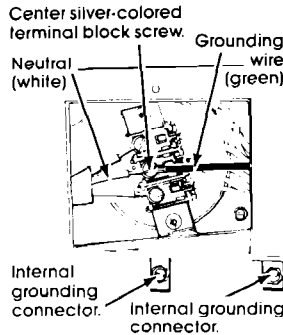 Center silver-colored
terminal block screw.
Neutral
(white)
Grounding
wire
(green)
Internal
grounding
connector.
Internal grounding
connector.